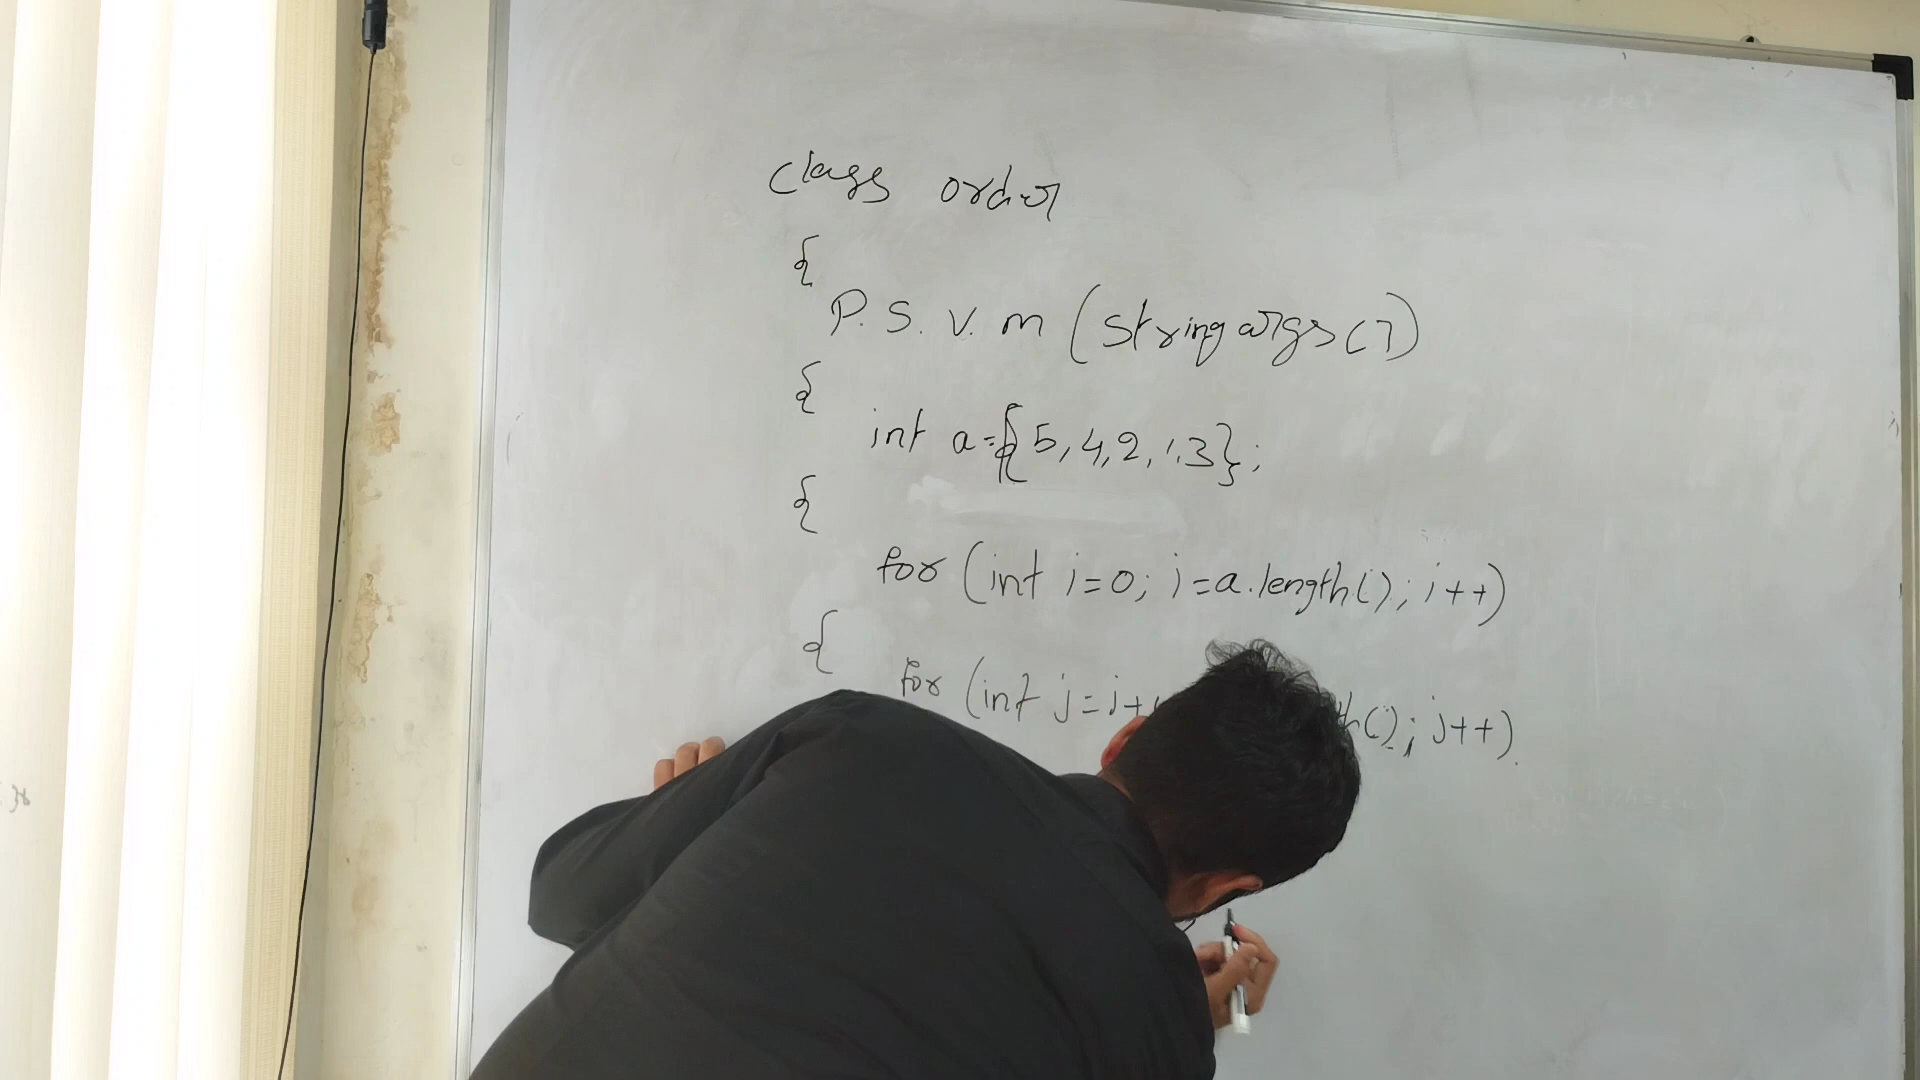 class order
{
P. S. V. m (String args[])
{
int a={5,4,2,1,3};
{
for (int i=0; i=a.length(); i++)
{
for (int j=i+ h(); j++).